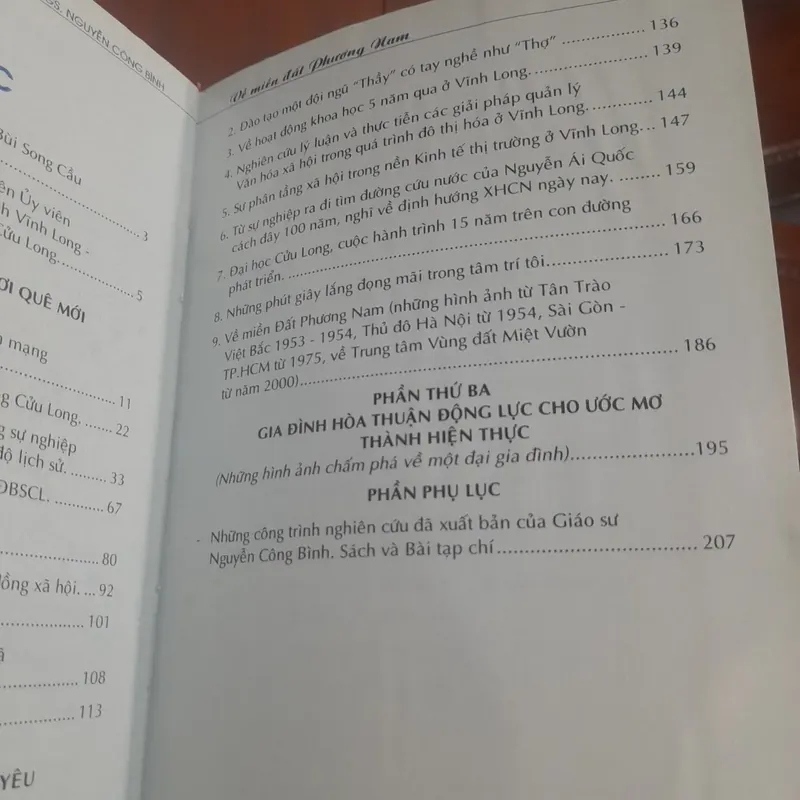 GS. NGUYỄN CÔNG BÌNH
C
Bùi Song Cầu
3
ên Ủy viên
h Vĩnh Long -
Cửu Long. 5
ƠI QUÊ MỚI
n mạng
11
ng Cửu Long. 22
g sự nghiệp
độ lịch sử. 33
ĐBSCL. 67
80
đồng xã hội. ... 92
101
ã
108
113
YÊU
Về miền đất Phương Nam
2. Đào tạo một đội ngũ "Thầy" có tay nghề như "Thợ" 136
3. Về hoạt động khoa học 5 năm qua ở Vĩnh Long. 139
4. Nghiên cứu lý luận và thực tiễn các giải pháp quản lý
Văn hóa xã hội trong quá trình đô thị hóa ở Vĩnh Long. 144
5. Sự phân tầng xã hội trong nền Kinh tế thị trường ở Vĩnh Long... 147
6. Từ sự nghiệp ra đi tìm đường cứu nước của Nguyễn Ái Quốc
cách đây 100 năm, nghĩ về định hướng XHCN ngày nay. 159
7. Đại học Cửu Long, cuộc hành trình 15 năm trên con đường
phát triển. 166
8. Những phút giây lắng đọng mãi trong tâm trí tôi. 173
9. Về miền Đất Phương Nam (những hình ảnh từ Tân Trào
Việt Bắc 1953 - 1954, Thủ đô Hà Nội từ 1954, Sài Gòn -
TP.HCM từ 1975, về Trung tâm Vùng đất Miệt Vườn
từ năm 2000) 186
PHẦN THỨ BA
GIA ĐÌNH HÒA THUẬN ĐỘNG LỰC CHO ƯỚC MƠ
THÀNH HIỆN THỰC
(Những hình ảnh chấm phá về một đại gia đình) 195
PHẦN PHỤ LỤC
- Những công trình nghiên cứu đã xuất bản của Giáo sư
Nguyễn Công Bình. Sách và Bài tạp chí 207